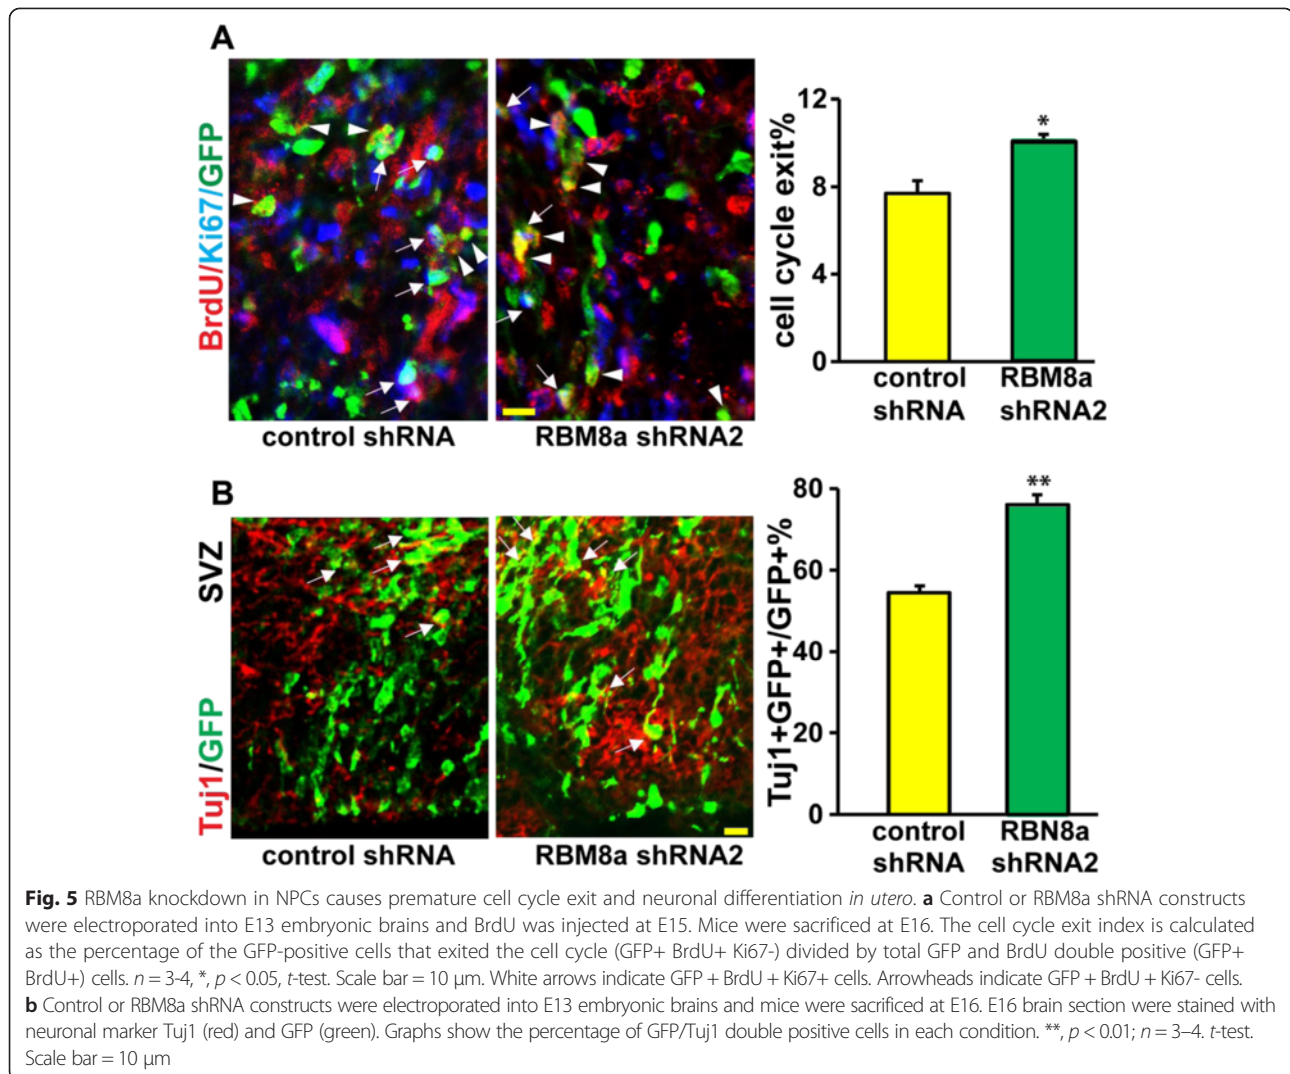 A
BrdU/Ki67/GFP
control shRNA
RBM8a shRNA2
cell cycle exit%
12
8
4
0
*
control
shRNA
RBM8a
shRNA2
B
SVZ
Tuj1/GFP
control shRNA
RBM8a shRNA2
Tuj1+GFP+/GFP+%
80
60
40
20
0
**
control
shRNA
RBN8a
shRNA2
Fig. 5 RBM8a knockdown in NPCs causes premature cell cycle exit and neuronal differentiation in utero. a Control or RBM8a shRNA constructs
were electroporated into E13 embryonic brains and BrdU was injected at E15. Mice were sacrificed at E16. The cell cycle exit index is calculated
as the percentage of the GFP-positive cells that exited the cell cycle (GFP+ BrdU+ Ki67-) divided by total GFP and BrdU double positive (GFP+
BrdU+) cells. n = 3-4, *, p < 0.05, t-test. Scale bar = 10 μm. White arrows indicate GFP + BrdU + Ki67+ cells. Arrowheads indicate GFP + BrdU + Ki67- cells.
b Control or RBM8a shRNA constructs were electroporated into E13 embryonic brains and mice were sacrificed at E16. E16 brain section were stained with
neuronal marker Tuj1 (red) and GFP (green). Graphs show the percentage of GFP/Tuj1 double positive cells in each condition. **, p < 0.01; n = 3–4. t-test.
Scale bar = 10 μm